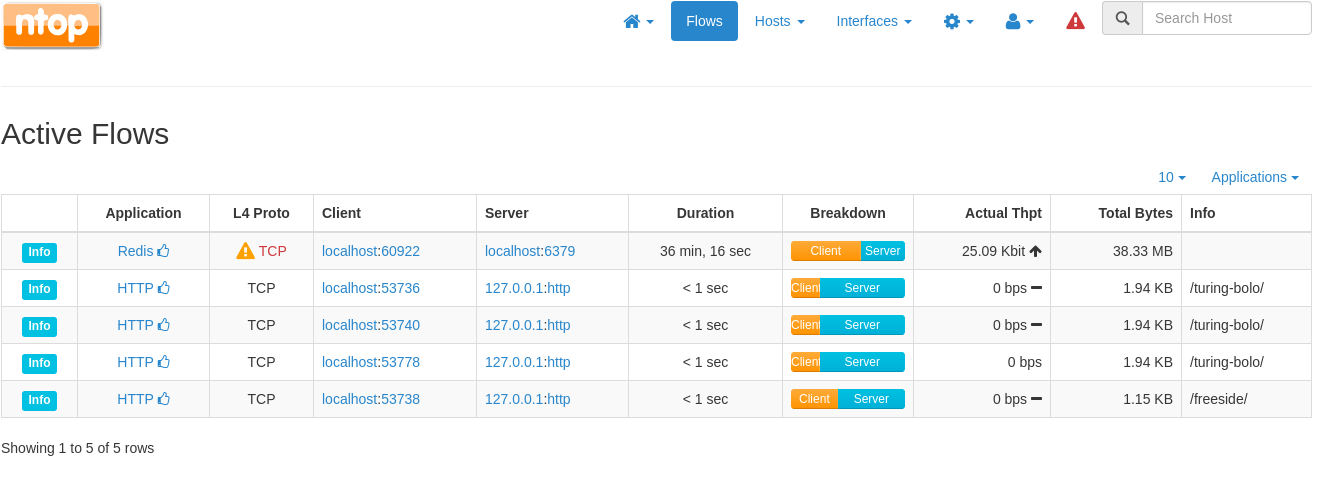 ntop Flows Hosts Interfaces Search Host
Active Flows
10 Applications
Application L4 Proto Client Server Duration Breakdown Actual Thpt Total Bytes Info
Info Redis TCP localhost:60922 localhost:6379 36 min, 16 sec Client Server 25.09 Kbit 38.33 MB
Info HTTP TCP localhost:53736 127.0.0.1:http < 1 sec Client Server 0 bps 1.94 KB /turing-bolo/
Info HTTP TCP localhost:53740 127.0.0.1:http < 1 sec Client Server 0 bps 1.94 KB /turing-bolo/
Info HTTP TCP localhost:53778 127.0.0.1:http < 1 sec Client Server 0 bps 1.94 KB /turing-bolo/
Info HTTP TCP localhost:53738 127.0.0.1:http < 1 sec Client Server 0 bps 1.15 KB /freeside/
Showing 1 to 5 of 5 rows